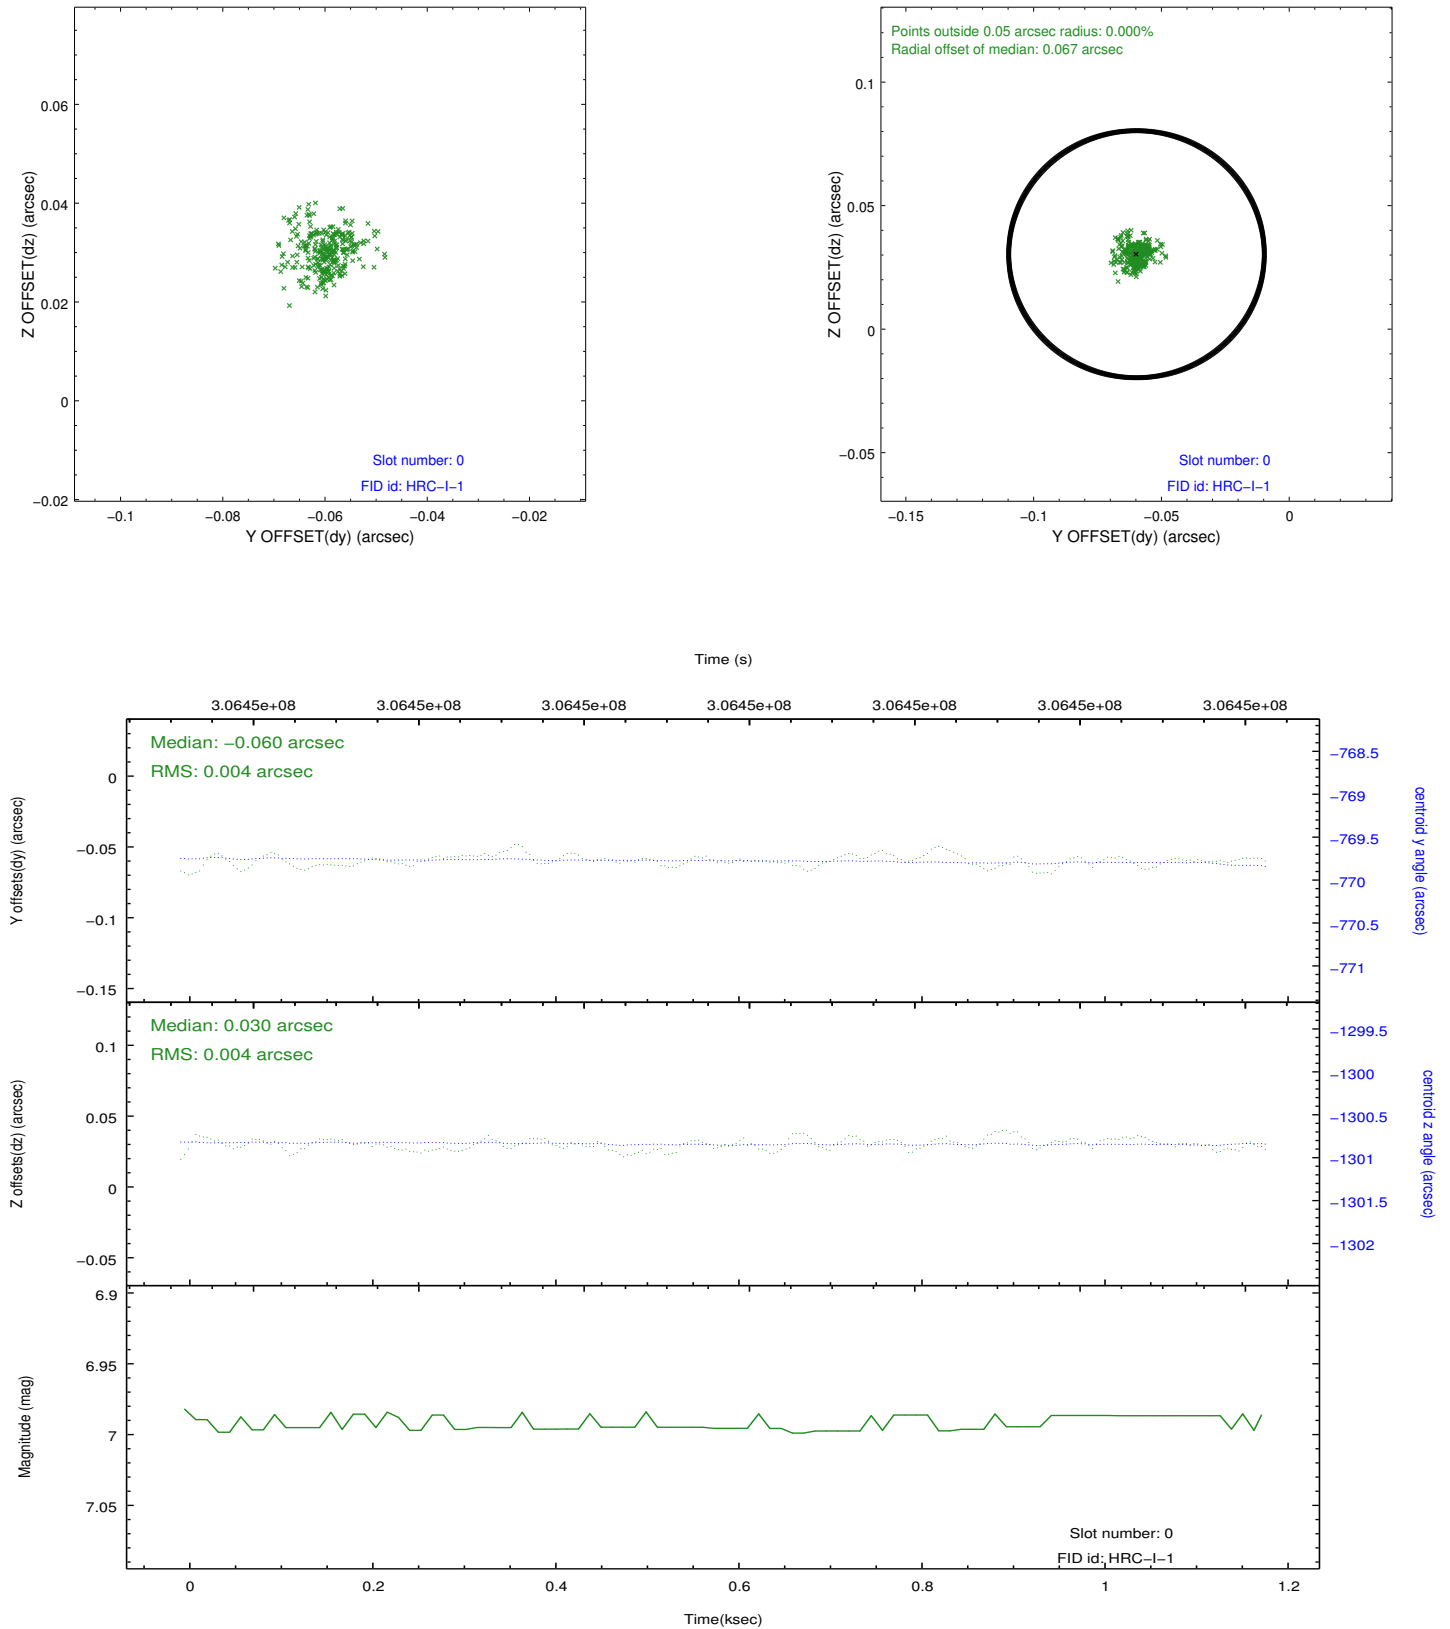 0.06
0.04
0.02
0
−0.02
Z OFFSET(dz) (arcsec)
Slot number: 0
FID id: HRC−I−1
−0.1
−0.08
−0.06
−0.04
−0.02
Y OFFSET(dy) (arcsec)
Points outside 0.05 arcsec radius: 0.000%
Radial offset of median: 0.067 arcsec
0.1
0.05
0
−0.05
Z OFFSET(dz) (arcsec)
Slot number: 0
FID id: HRC−I−1
−0.15
−0.1
−0.05
0
Y OFFSET(dy) (arcsec)
Time (s)
3.0645e+08
3.0645e+08
3.0645e+08
3.0645e+08
3.0645e+08
3.0645e+08
3.0645e+08
Median: −0.060 arcsec
RMS: 0.004 arcsec
0
−0.05
−0.1
−0.15
Y offsets(dy) (arcsec)
−768.5
−769
−769.5
−770
−770.5
−771
centroid y angle (arcsec)
Median: 0.030 arcsec
RMS: 0.004 arcsec
0.1
0.05
0
−0.05
Z offsets(dz) (arcsec)
−1299.5
−1300
−1300.5
−1301
−1301.5
−1302
centroid z angle (arcsec)
6.9
6.95
7
7.05
Magnitude (mag)
Slot number: 0
FID id: HRC−I−1
0
0.2
0.4
0.6
0.8
1
1.2
Time(ksec)